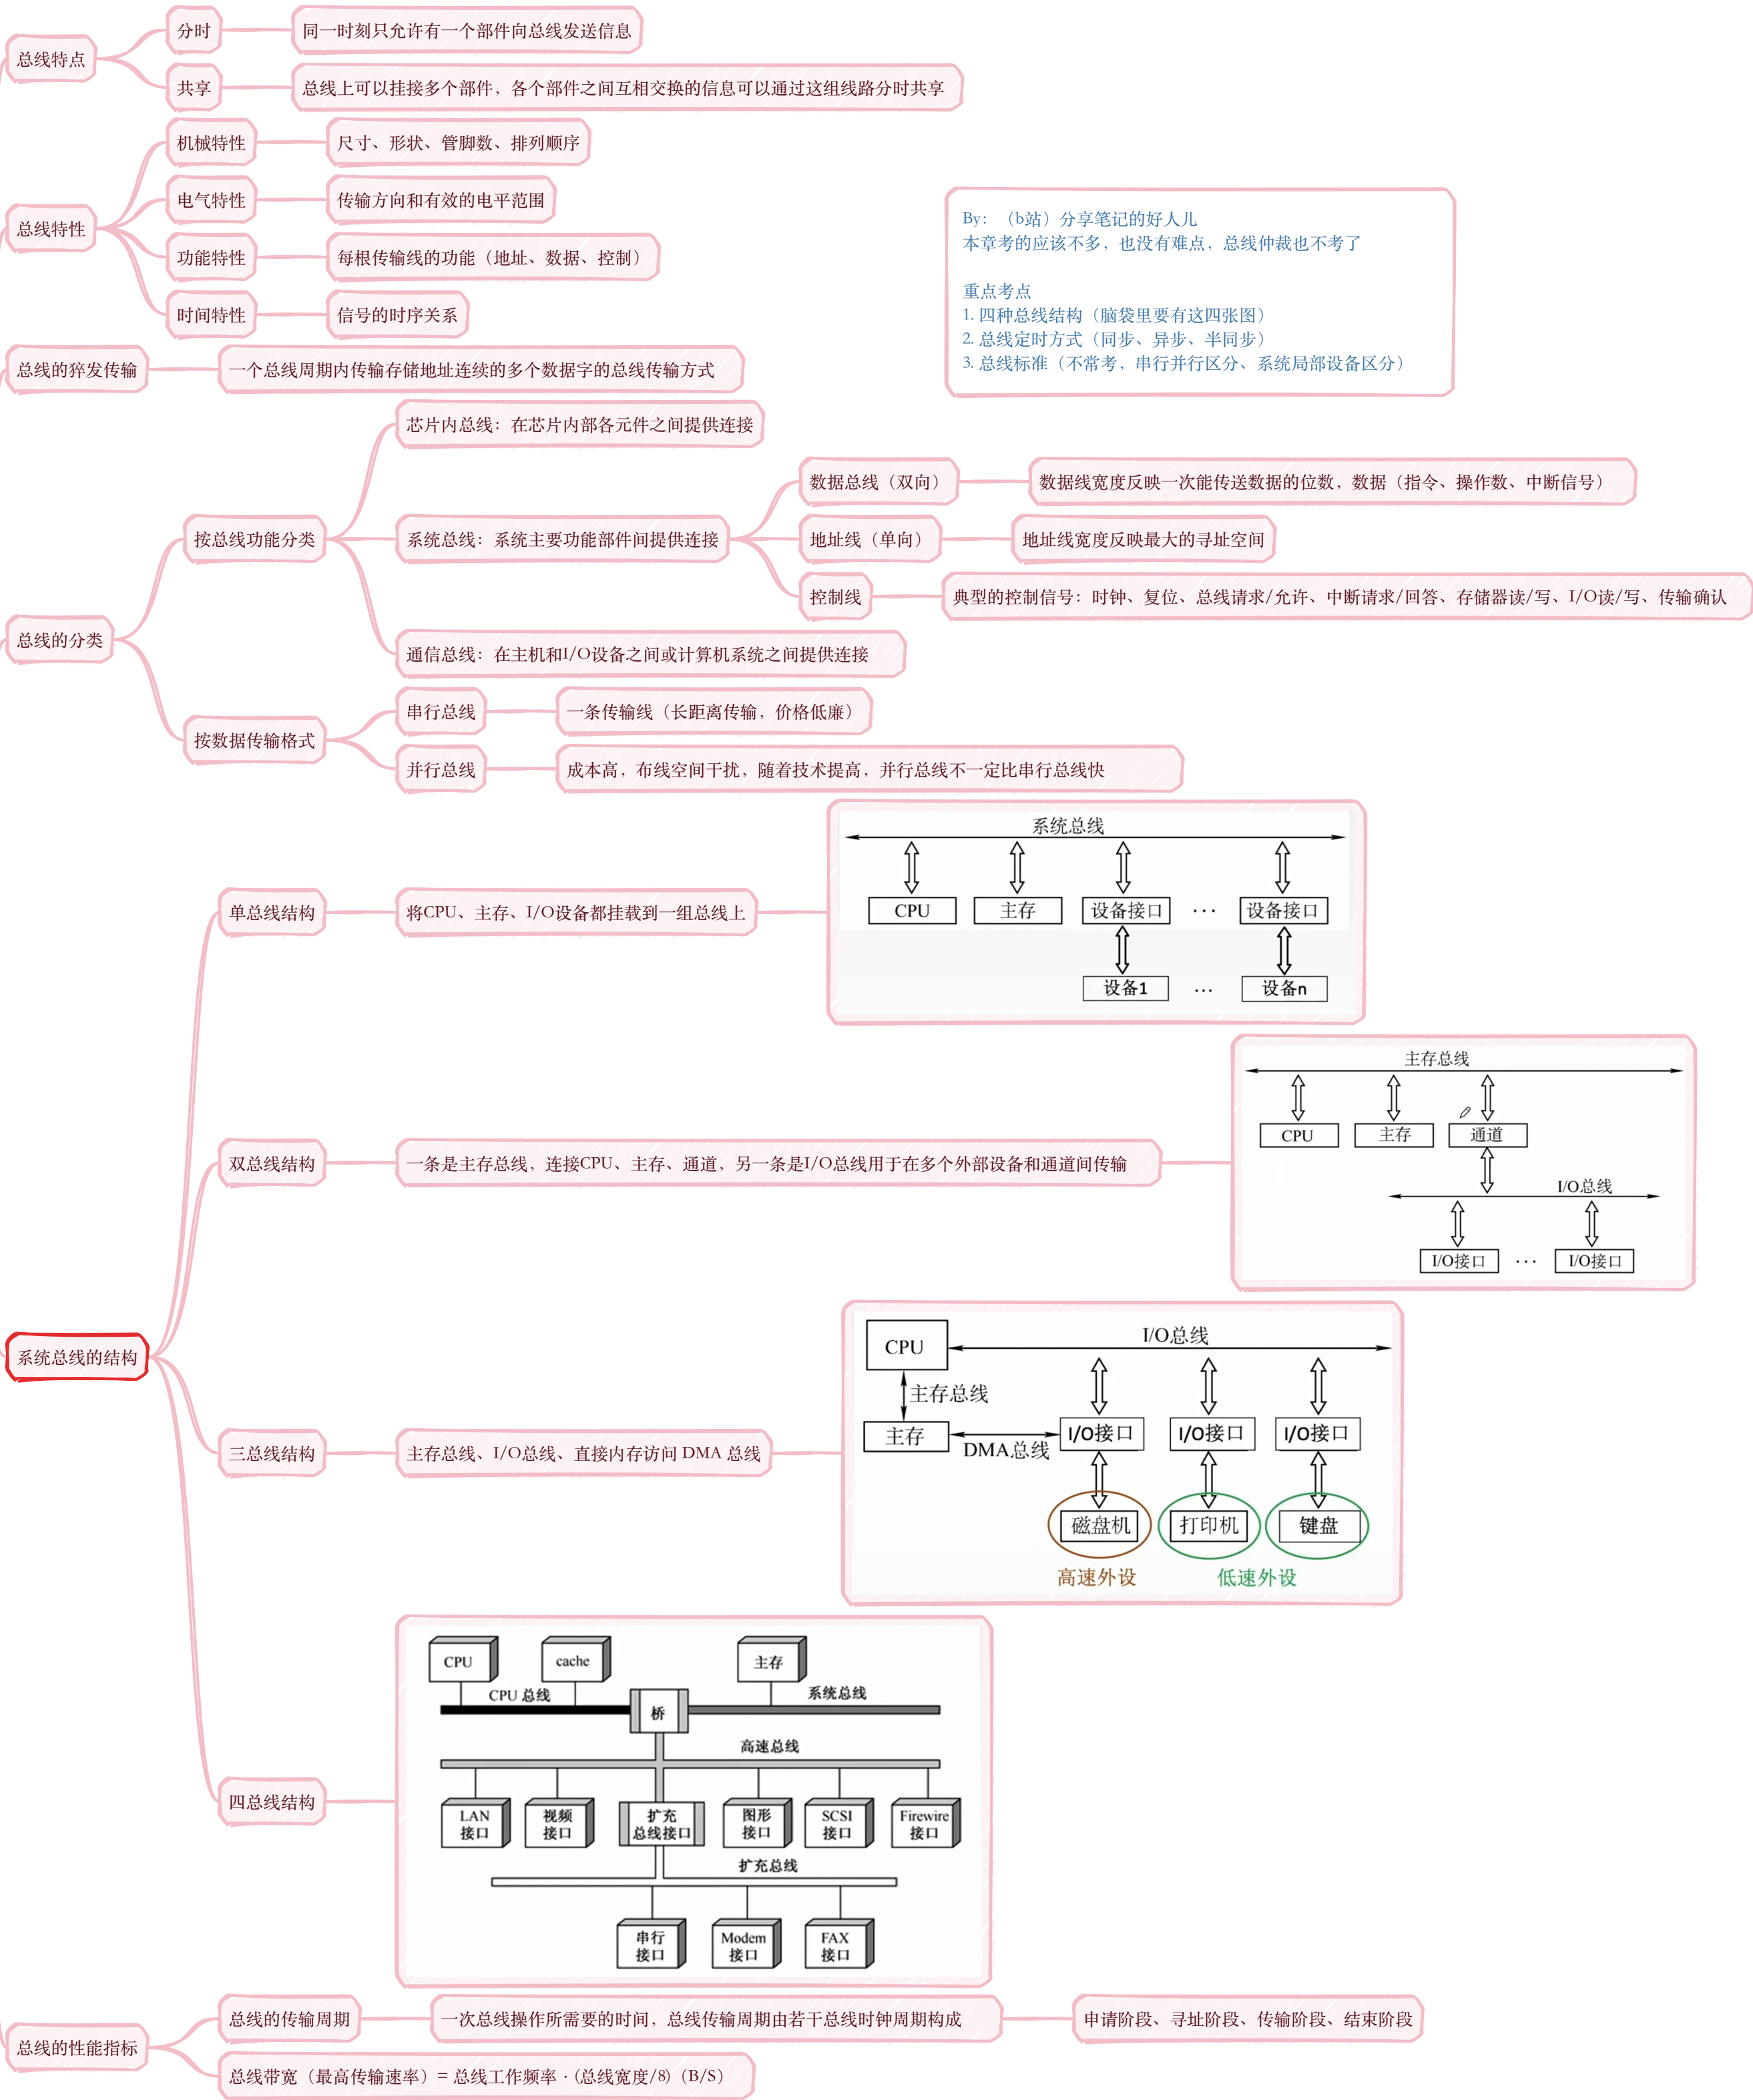 总线特点
分时
同一时刻只允许有一个部件向总线发送信息
共享
总线上可以挂接多个部件，各个部件之间互相交换的信息可以通过这组线路分时共享
总线特性
机械特性
尺寸、形状、管脚数、排列顺序
电气特性
传输方向和有效的电平范围
功能特性
每根传输线的功能（地址、数据、控制）
时间特性
信号的时序关系
By：（b站）分享笔记的好人儿
本章考的应该不多，也没有难点，总线仲裁也不考了
重点考点
1. 四种总线结构（脑袋里要有这四张图）
2. 总线定时方式（同步、异步、半同步）
3. 总线标准（不常考，串行并行区分、系统局部设备区分）
总线的猝发传输
一个总线周期内传输存储地址连续的多个数据字的总线传输方式
总线的分类
按总线功能分类
芯片内总线：在芯片内部各元件之间提供连接
系统总线：系统主要功能部件间提供连接
数据总线（双向）
数据线宽度反映一次能传送数据的位数，数据（指令、操作数、中断信号）
地址线（单向）
地址线宽度反映最大的寻址空间
控制线
典型的控制信号：时钟、复位、总线请求/允许、中断请求/回答、存储器读/写、I/O读/写、传输确认
通信总线：在主机和I/O设备之间或计算机系统之间提供连接
按数据传输格式
串行总线
一条传输线（长距离传输，价格低廉）
并行总线
成本高，布线空间干扰，随着技术提高，并行总线不一定比串行总线快
系统总线的结构
单总线结构
将CPU、主存、I/O设备都挂载到一组总线上
系统总线
CPU 主存 设备接口 ··· 设备接口
设备1 ··· 设备n
双总线结构
一条是主存总线，连接CPU、主存、通道，另一条是I/O总线用于在多个外部设备和通道间传输
主存总线
CPU 主存 通道
I/O总线
I/O接口 ··· I/O接口
三总线结构
主存总线、I/O总线、直接内存访问 DMA 总线
CPU
I/O总线
主存总线
主存
DMA总线
I/O接口 I/O接口 I/O接口
磁盘机 打印机 键盘
高速外设 低速外设
四总线结构
CPU cache 主存
CPU 总线 桥 系统总线
高速总线
LAN
接口
视频
接口
扩充
总线接口
图形
接口
SCSI
接口
Firewire
接口
扩充总线
串行
接口
Modem
接口
FAX
接口
总线的性能指标
总线的传输周期
一次总线操作所需要的时间，总线传输周期由若干总线时钟周期构成
申请阶段、寻址阶段、传输阶段、结束阶段
总线带宽（最高传输速率）= 总线工作频率 · (总线宽度/8)（B/S）